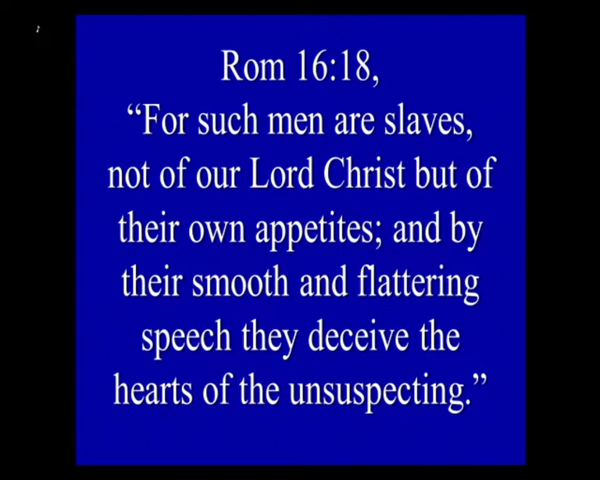 Rom 16:18,
“For such men are slaves,
not of our Lord Christ but of
their own appetites; and by
their smooth and flattering
speech they deceive the
hearts of the unsuspecting.”